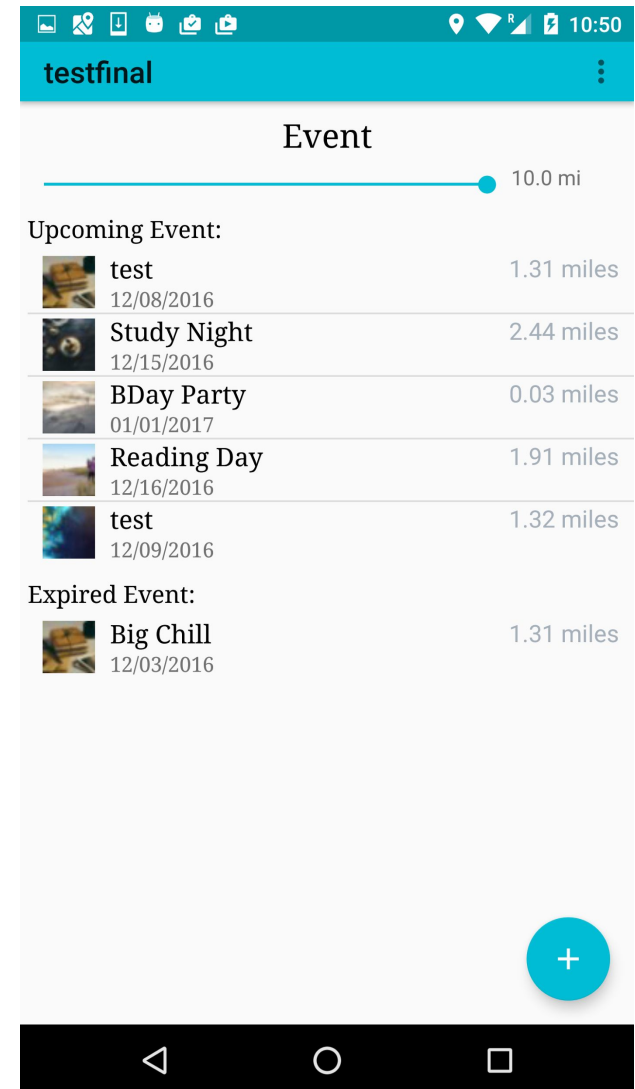 R 10:50
testfinal
Event
10.0 mi
Upcoming Event:
test 1.31 miles
12/08/2016
Study Night 2.44 miles
12/15/2016
BDay Party 0.03 miles
01/01/2017
Reading Day 1.91 miles
12/16/2016
test 1.32 miles
12/09/2016
Expired Event:
Big Chill 1.31 miles
12/03/2016